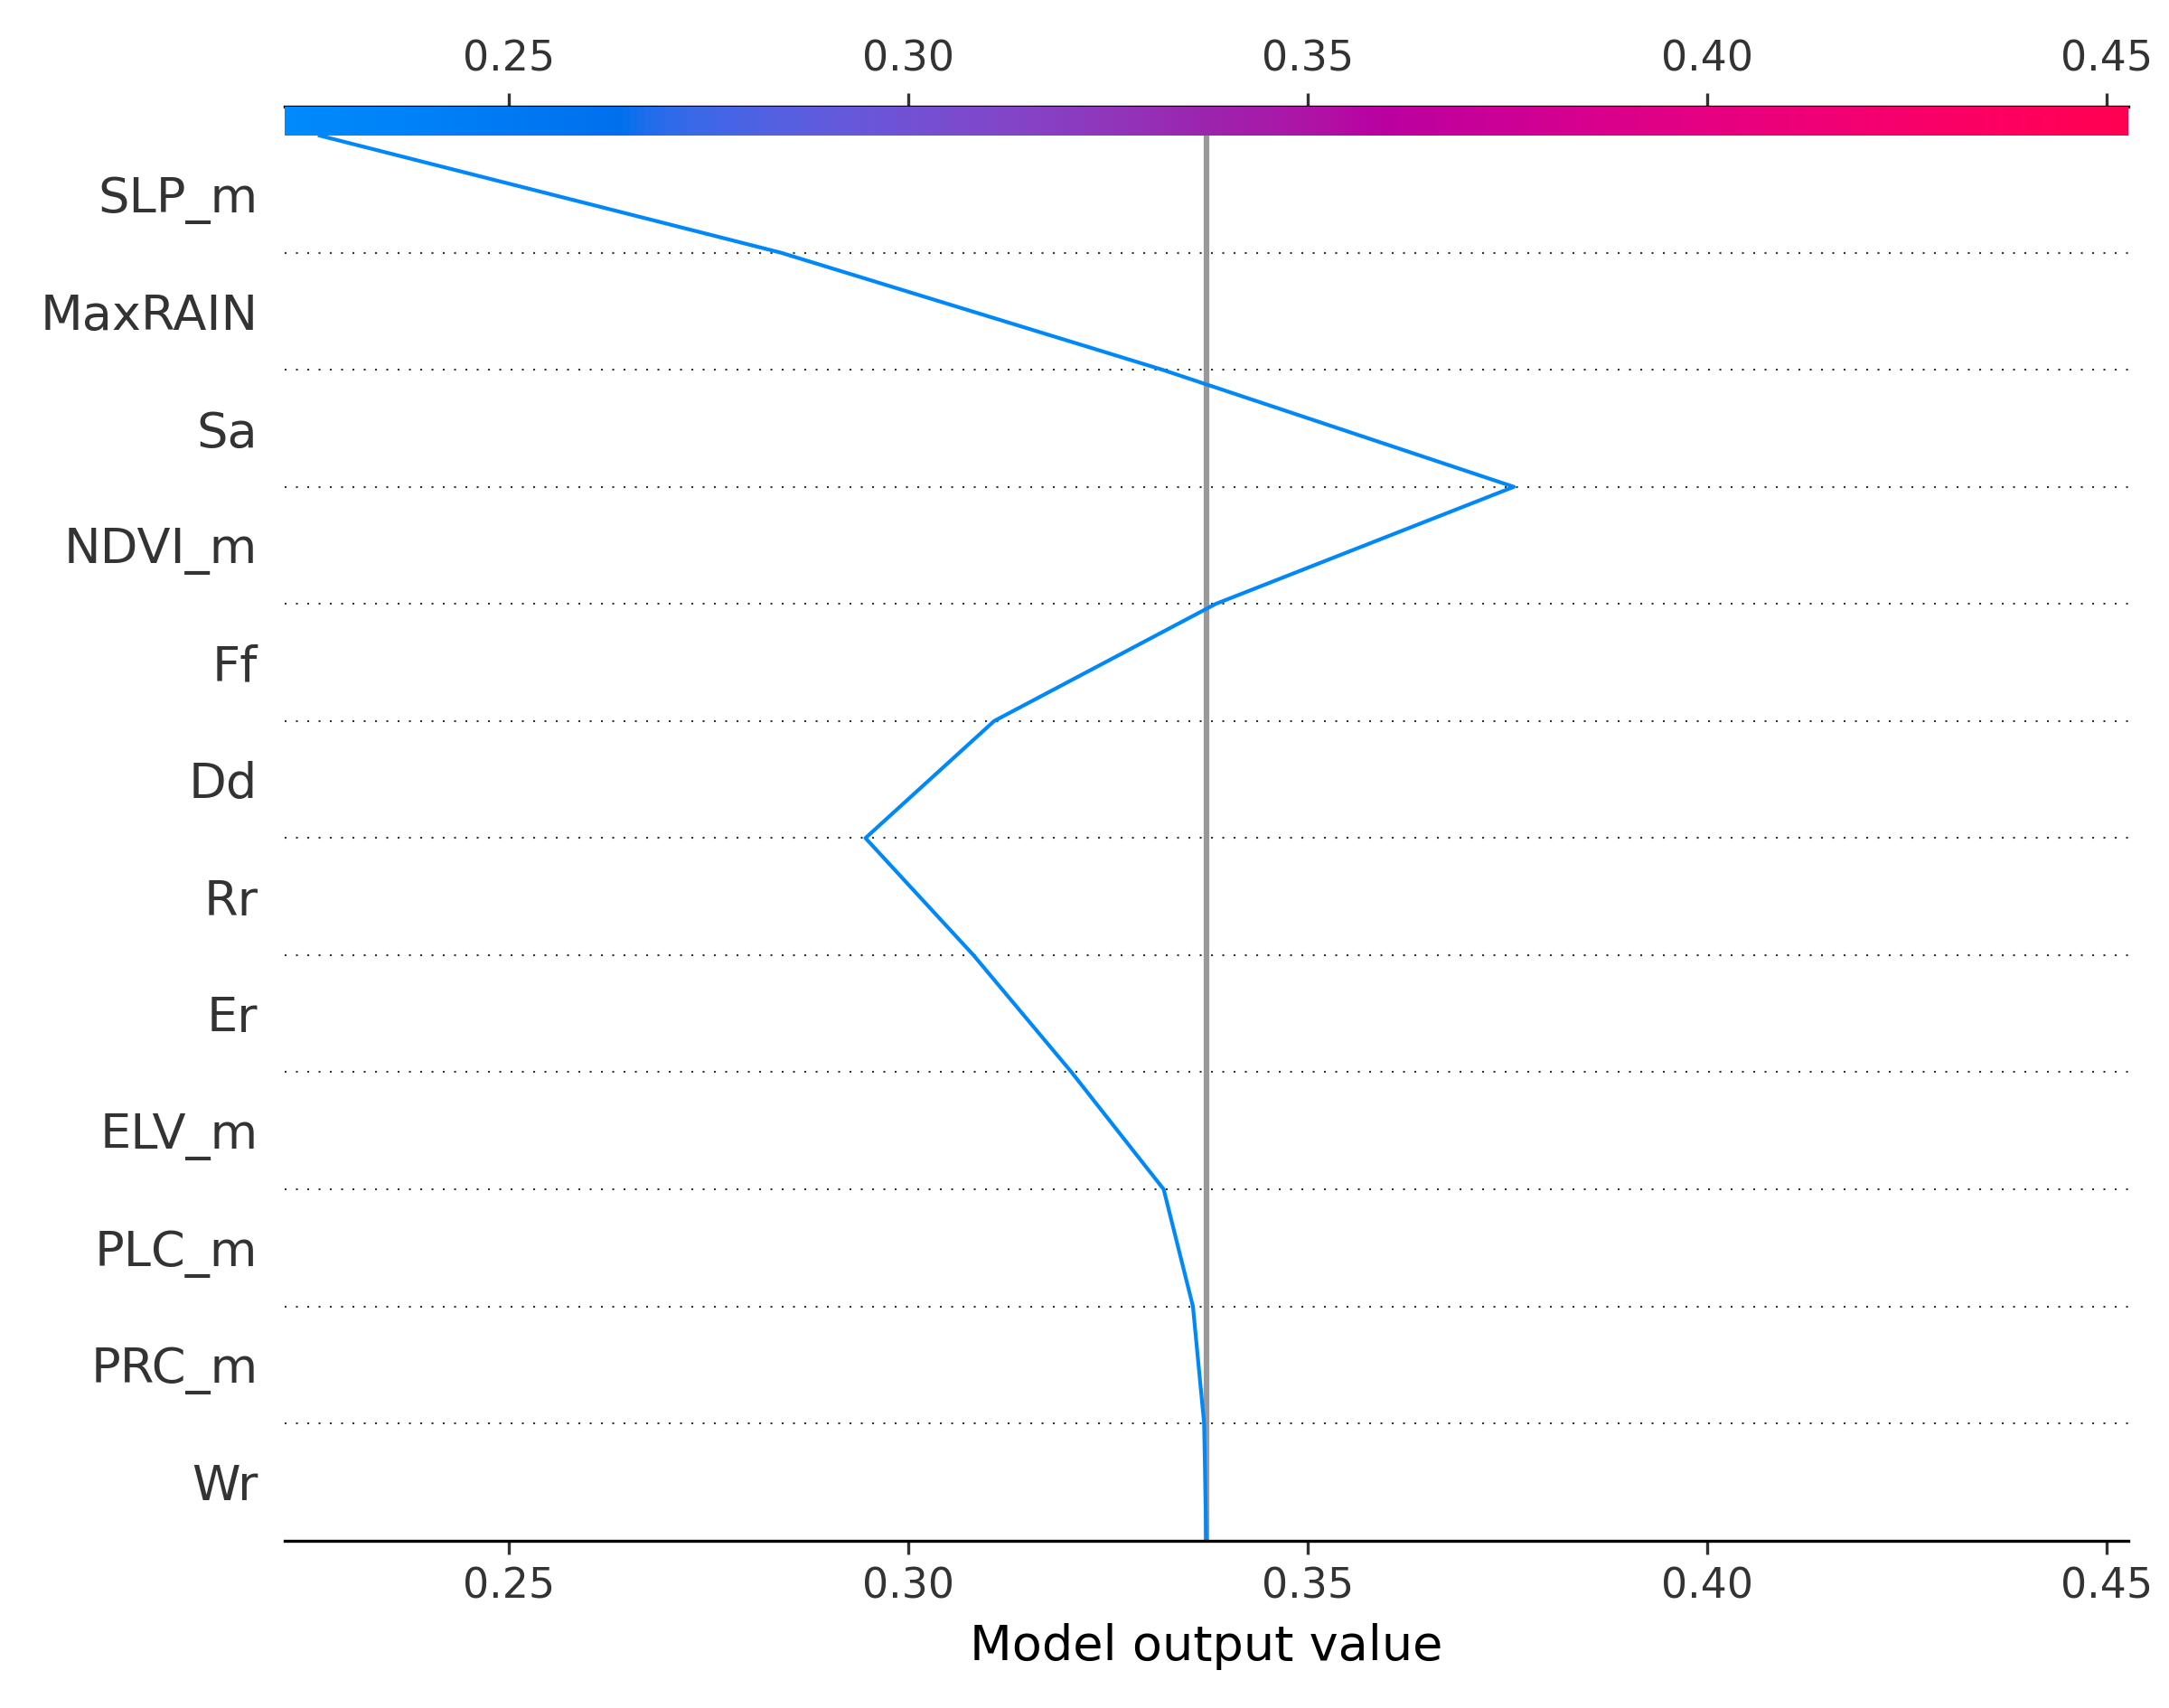 0.25 0.30 0.35 0.40 0.45
SLP_m
MaxRAIN
Sa
NDVI_m
Ff
Dd
Rr
Er
ELV_m
PLC_m
PRC_m
Wr
0.25 0.30 0.35 0.40 0.45
Model output value